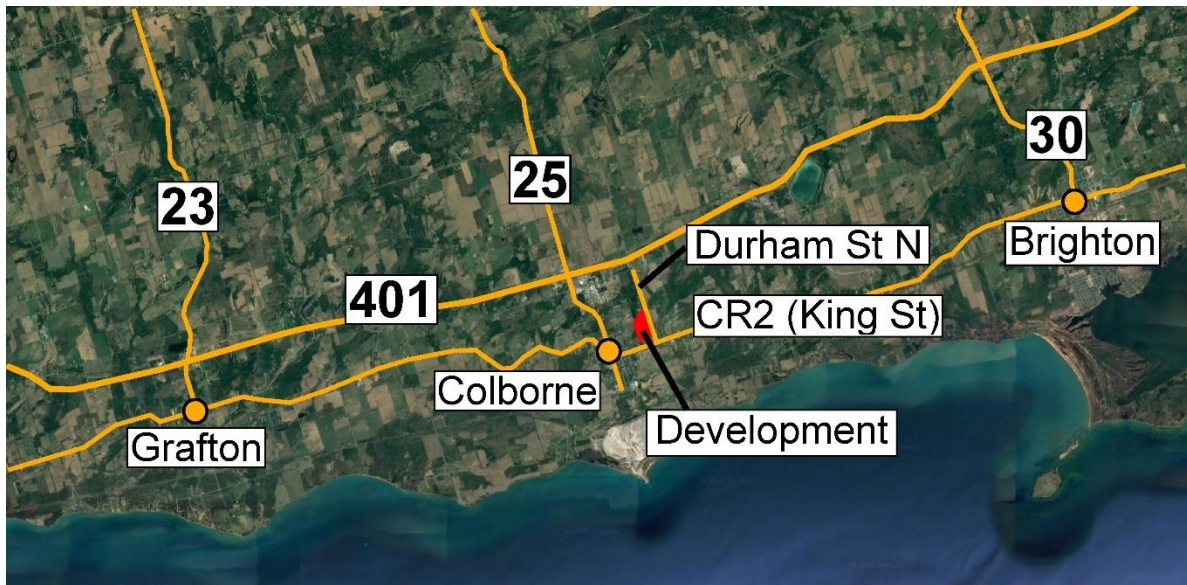 23
25
30
Durham St N
Brighton
401
CR2 (King St)
Colborne
Grafton
Development